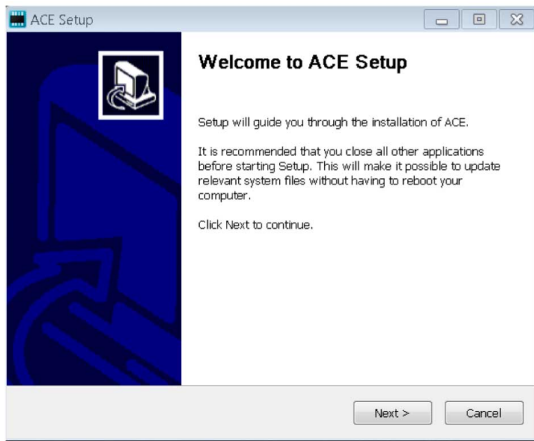 ACE Setup
Welcome to ACE Setup
Setup will guide you through the installation of ACE.
It is recommended that you close all other applications
before starting Setup. This will make it possible to update
relevant system files without having to reboot your
computer.
Click Next to continue.
Next >
Cancel